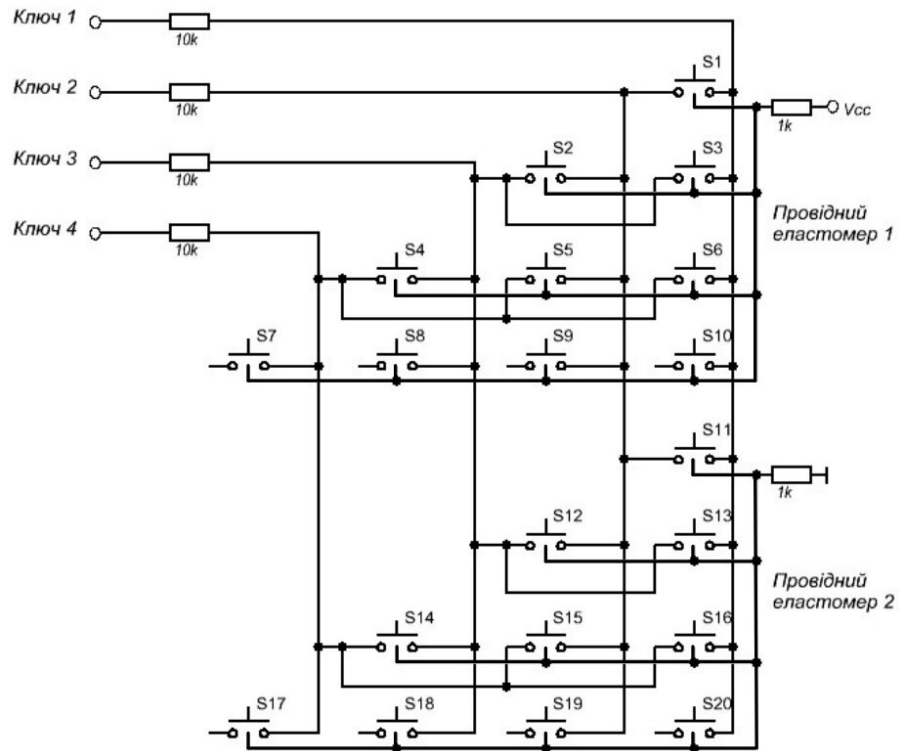 Ключ 1
10k
S1
Ключ 2
10k
Vcc
1k
S2
S3
Ключ 3
10k
Провідний
еластомер 1
Ключ 4
10k
S4
S5
S6
S7
S8
S9
S10
S11
1k
S12
S13
Провідний
еластомер 2
S14
S15
S16
S17
S18
S19
S20